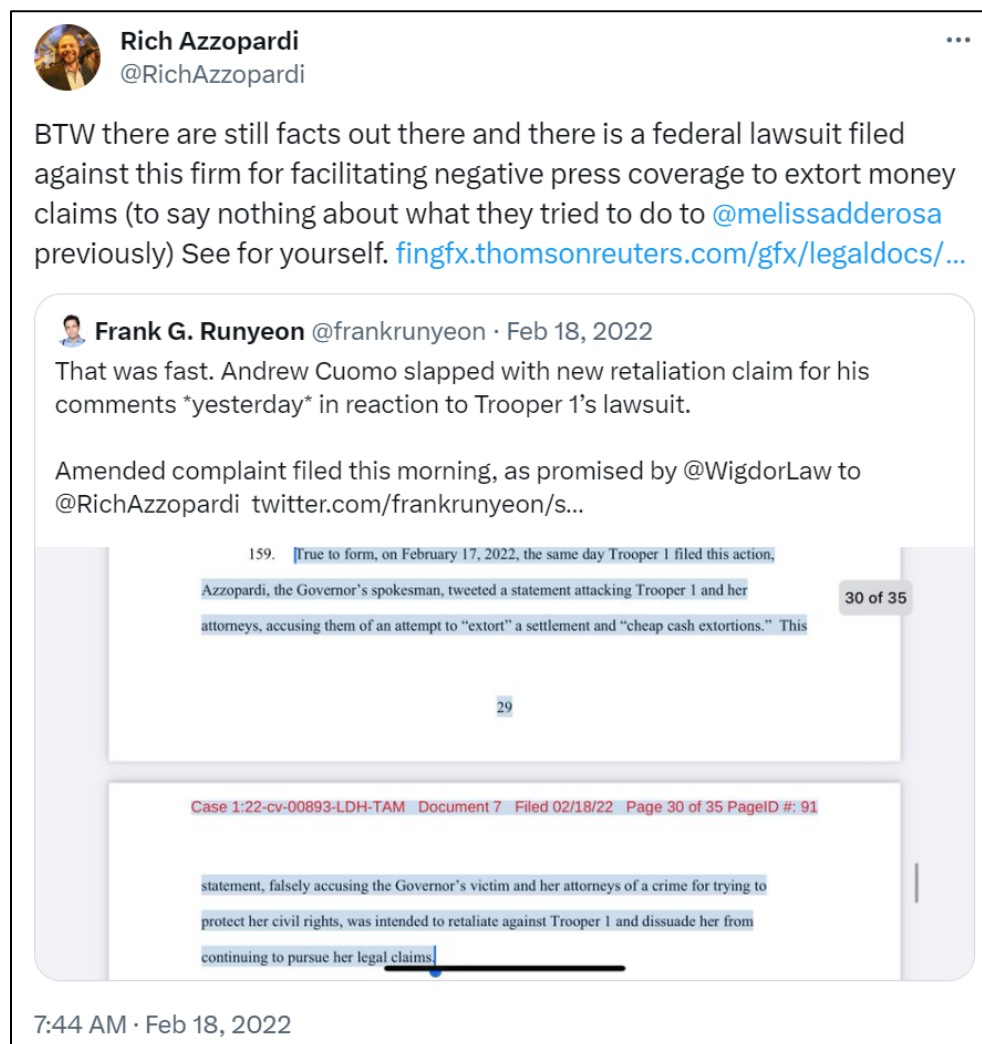 Rich Azzopardi
@RichAzzopardi
BTW there are still facts out there and there is a federal lawsuit filed
against this firm for facilitating negative press coverage to extort money
claims (to say nothing about what they tried to do to @melissadderosa
previously) See for yourself. fingfx.thomsonreuters.com/gfx/legaldocs/...
Frank G. Runyeon @frankrunyeon · Feb 18, 2022
That was fast. Andrew Cuomo slapped with new retaliation claim for his
comments *yesterday* in reaction to Trooper 1’s lawsuit.
Amended complaint filed this morning, as promised by @WigdorLaw to
@RichAzzopardi twitter.com/frankrunyeon/s...
159. True to form, on February 17, 2022, the same day Trooper 1 filed this action,
Azzopardi, the Governor’s spokesman, tweeted a statement attacking Trooper 1 and her
30 of 35
attorneys, accusing them of an attempt to “extort” a settlement and “cheap cash extortions.” This
29
Case 1:22-cv-00893-LDH-TAM Document 7 Filed 02/18/22 Page 30 of 35 PageID #: 91
statement, falsely accusing the Governor’s victim and her attorneys of a crime for trying to
protect her civil rights, was intended to retaliate against Trooper 1 and dissuade her from
continuing to pursue her legal claims.
7:44 AM · Feb 18, 2022